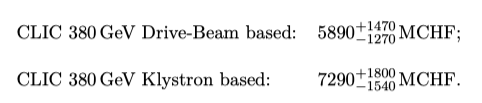 CLIC 380 GeV Drive-Beam based: 5890^{+1470}_{-1270} MCHF;
CLIC 380 GeV Klystron based: 7290^{+1800}_{-1540} MCHF.